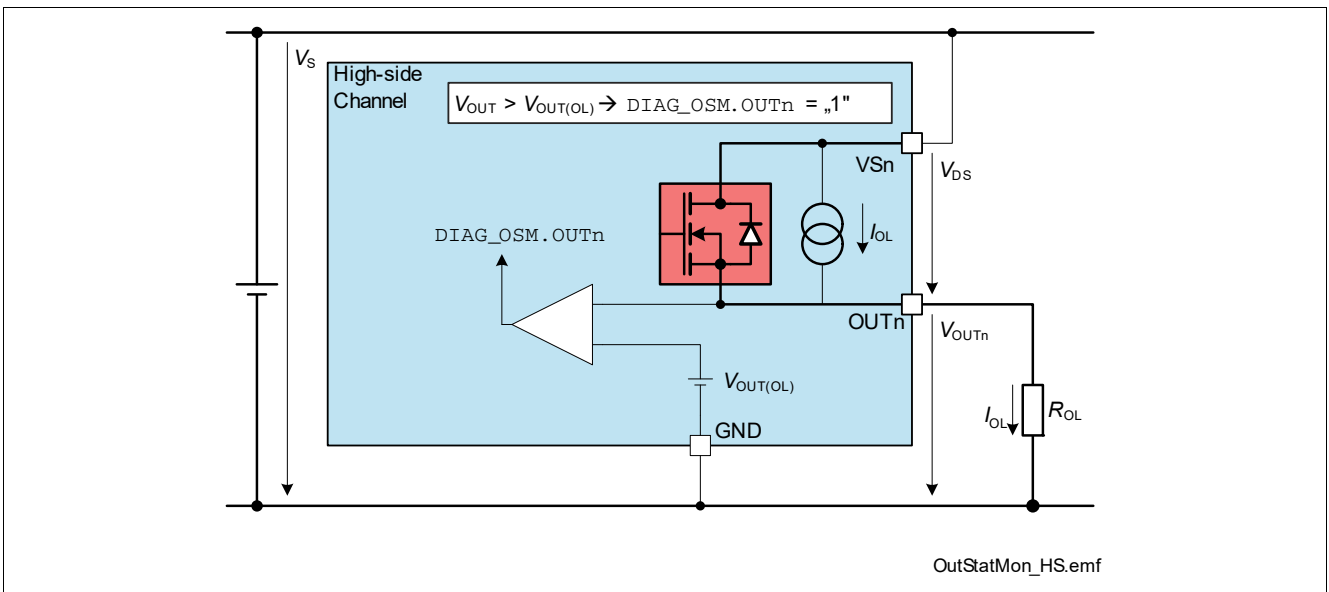 VS
High-side
Channel
VOUT > VOUT(OL) → DIAG_OSM.OUTn = „1"
VSn
VDS
IOL
DIAG_OSM.OUTn
OUTn
VOUTn
VOUT(OL)
IOL
ROL
GND
OutStatMon_HS.emf